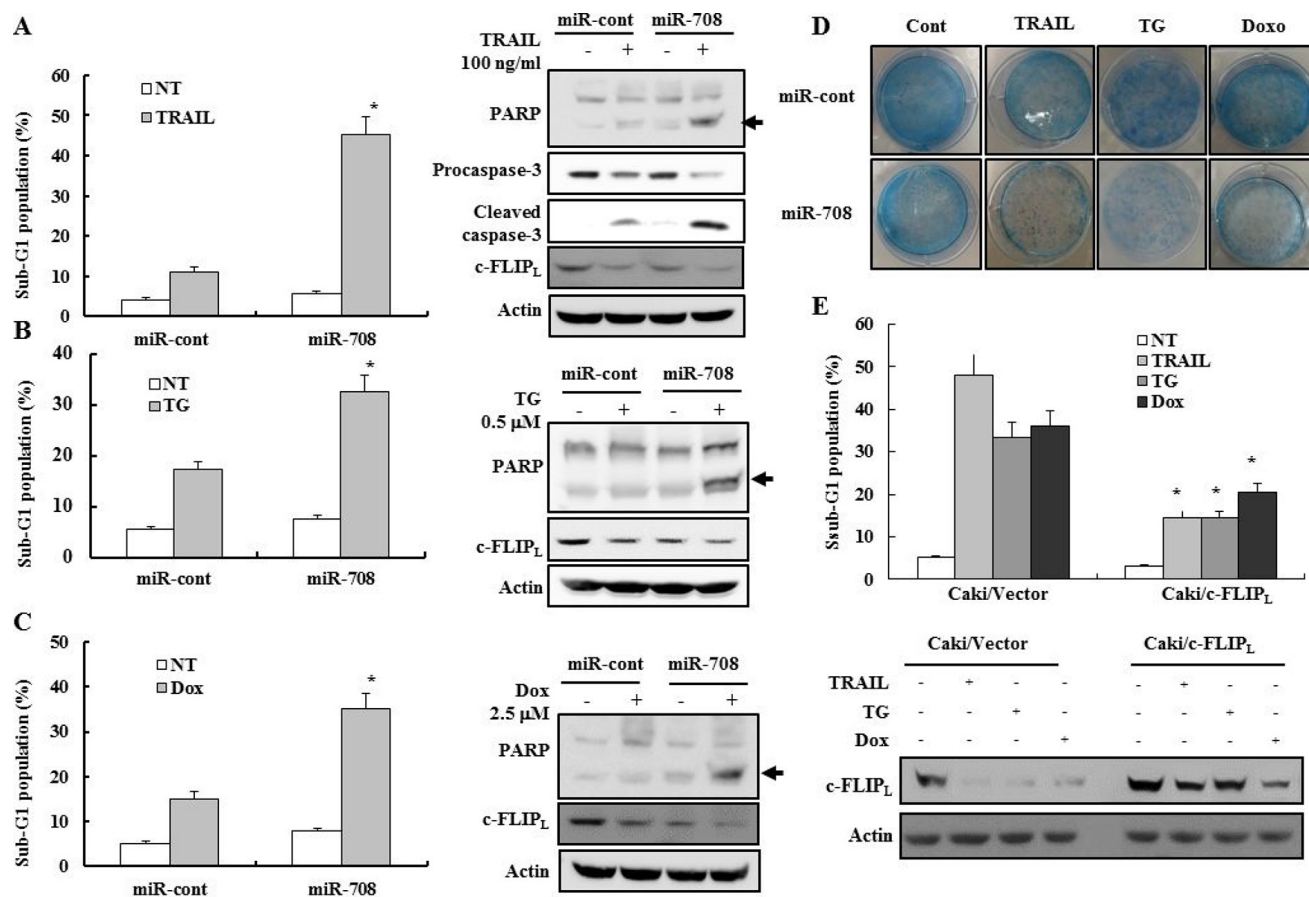 A
Sub-G1 population (%)
60
50
40
30
20
10
0
NT
TRAIL
*
miR-cont miR-708
miR-cont miR-708
TRAIL - + - +
100 ng/ml
PARP
Procaspase-3
Cleaved
caspase-3
c-FLIPL
Actin
B
Sub-G1 population (%)
40
30
20
10
0
NT
TG
*
miR-cont miR-708
miR-cont miR-708
TG - + - +
0.5 μM
PARP
c-FLIPL
Actin
C
Sub-G1 population (%)
50
40
30
20
10
0
NT
Dox
*
miR-cont miR-708
miR-cont miR-708
Dox - + - +
2.5 μM
PARP
c-FLIPL
Actin
D
Cont TRAIL TG Doxo
miR-cont
miR-708
E
Ssub-G1 population (%)
60
50
40
30
20
10
0
NT
TRAIL
TG
Dox
* * *
Caki/Vector Caki/c-FLIPL
Caki/Vector Caki/c-FLIPL
TRAIL - + - - - + - -
TG - - + - - - + -
Dox - - - + - - - +
c-FLIPL
Actin